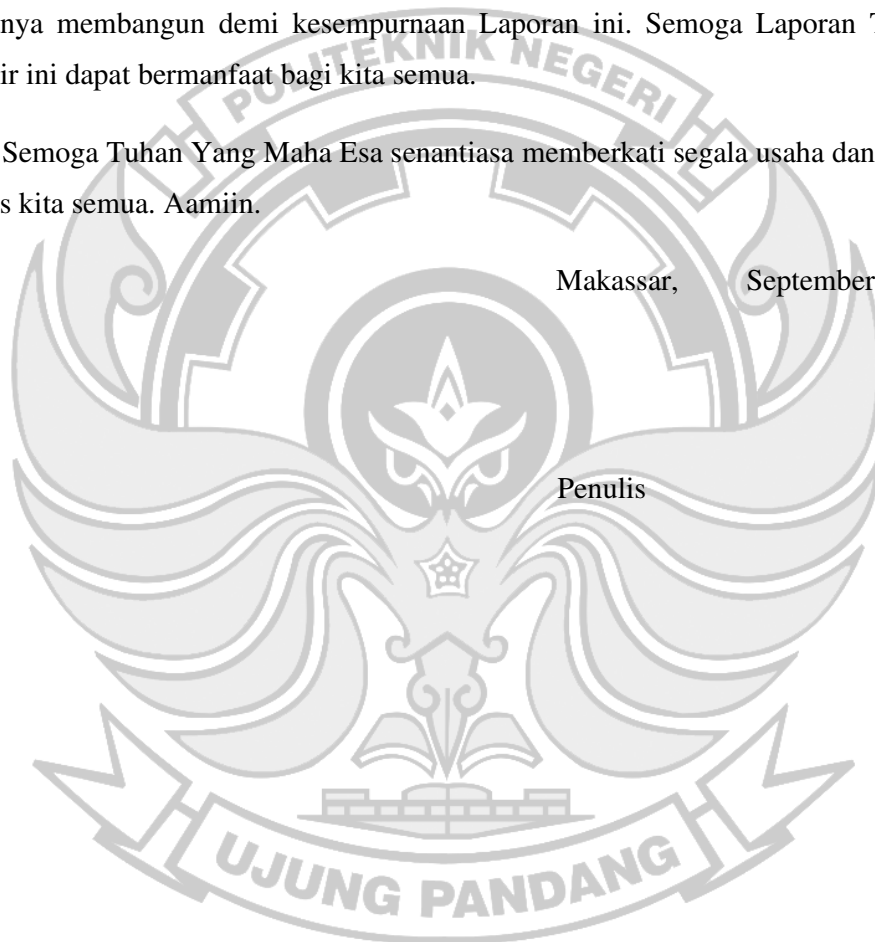 nya membangun demi kesempurnaan Laporan ini. Semoga Laporan T
ir ini dapat bermanfaat bagi kita semua.
POLITEKNIK NEGERI
Semoga Tuhan Yang Maha Esa senantiasa memberkati segala usaha dan
s kita semua. Aamiin.
Makassar, September
Penulis
UJUNG PANDANG